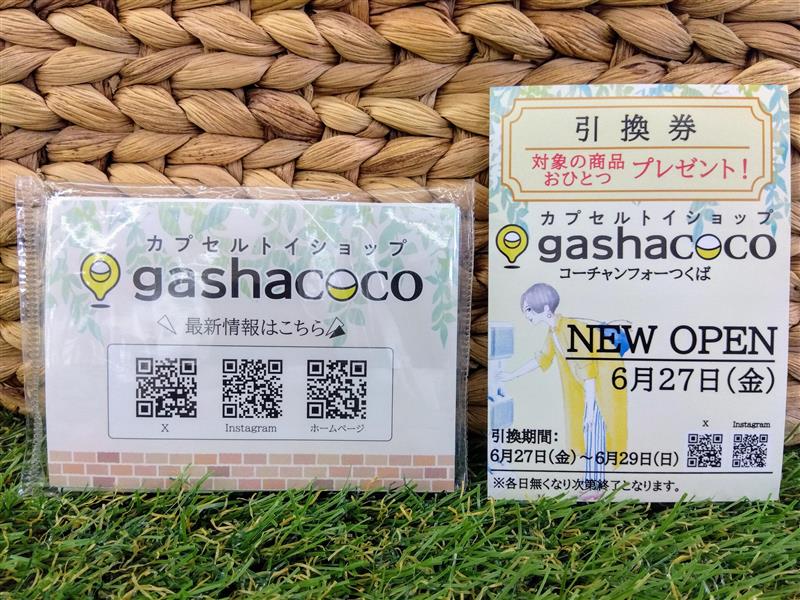 カプセルトイショップ
gashacoco
最新情報はこちら
X
Instagram
ホームページ
引換券
対象の商品
おひとつ
プレゼント!
カプセルトイショップ
gashacoco
コーチャンフォーつくば
NEW OPEN
6月27日(金)
X
Instagram
引換期間:
6月27日(金)~6月29日(日)
※各日無くなり次第終了となります。